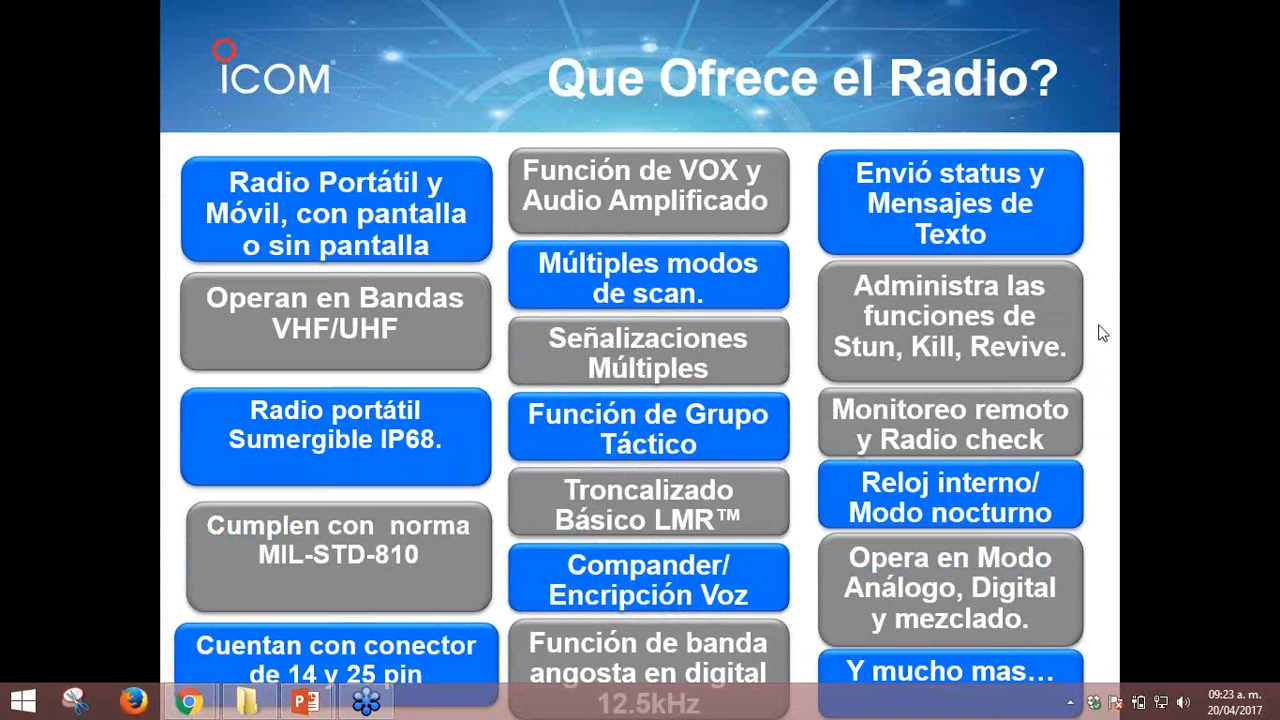 ICOM
Que Ofrece el Radio?
Radio Portátil y
Móvil, con pantalla
o sin pantalla
Operan en Bandas
VHF/UHF
Radio portátil
Sumergible IP68.
Cumplen con norma
MIL-STD-810
Cuentan con conector
de 14 y 25 pin
Función de VOX y
Audio Amplificado
Múltiples modos
de scan.
Señalizaciones
Múltiples
Función de Grupo
Táctico
Troncalizado
Básico LMR™
Compander/
Encripción Voz
Función de banda
angosta en digital
12.5kHz
Envió status y
Mensajes de
Texto
Administra las
funciones de
Stun, Kill, Revive.
Monitoreo remoto
y Radio check
Reloj interno/
Modo nocturno
Opera en Modo
Análogo, Digital
y mezclado.
Y mucho mas...
09:23 a. m.
20/04/2017